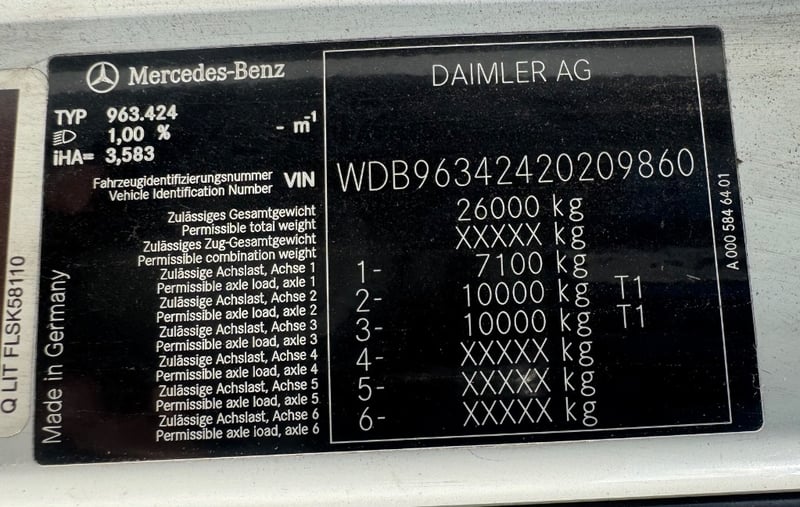 Mercedes-Benz
DAIMLER AG
TYP 963.424
1,00 % - m-1
iHA= 3,583
Fahrzeugidentifizierungsnummer
Vehicle Identification Number
VIN WDB96342420209860
Zulässiges Gesamtgewicht
Permissible total weight
26000 kg
Zulässiges Zug-Gesamtgewicht
Permissible combination weight
XXXXX kg
Zulässige Achslast, Achse 1
Permissible axle load, axle 1
1- 7100 kg
Zulässige Achslast, Achse 2
Permissible axle load, axle 2
2- 10000 kg T1
Zulässige Achslast, Achse 3
Permissible axle load, axle 3
3- 10000 kg T1
Zulässige Achslast, Achse 4
Permissible axle load, axle 4
4- XXXXX kg
Zulässige Achslast, Achse 5
Permissible axle load, axle 5
5- XXXXX kg
Zulässige Achslast, Achse 6
Permissible axle load, axle 6
6- XXXXX kg
Made in Germany
A 000 584 64 01
Q LIT FLSK58110